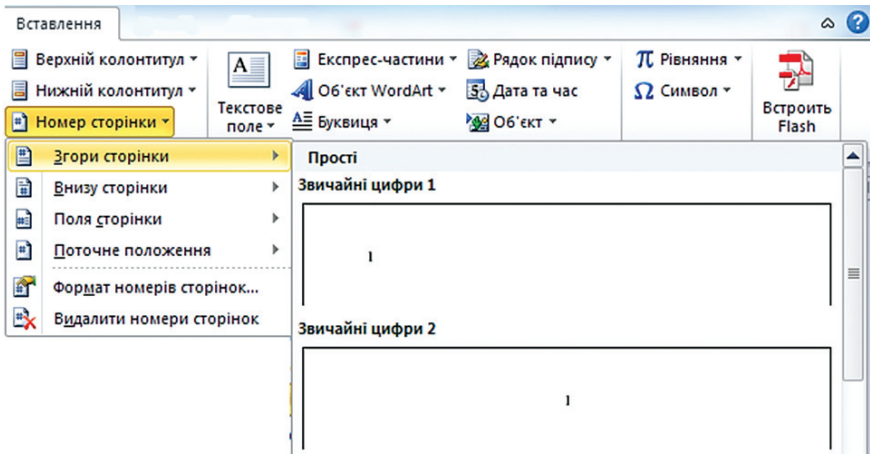 Вставлення
Верхній колонтитул
Нижній колонтитул
Номер сторінки
A
Текстове
поле
Експрес-частини
Об'єкт WordArt
Буквиця
Рядок підпису
Дата та час
Об'єкт
π Рівняння
Ω Символ
Встроить
Flash
Згори сторінки
Внизу сторінки
Поля сторінки
Поточне положення
Формат номерів сторінок...
Видалити номери сторінок
Прості
Звичайні цифри 1
1
Звичайні цифри 2
1